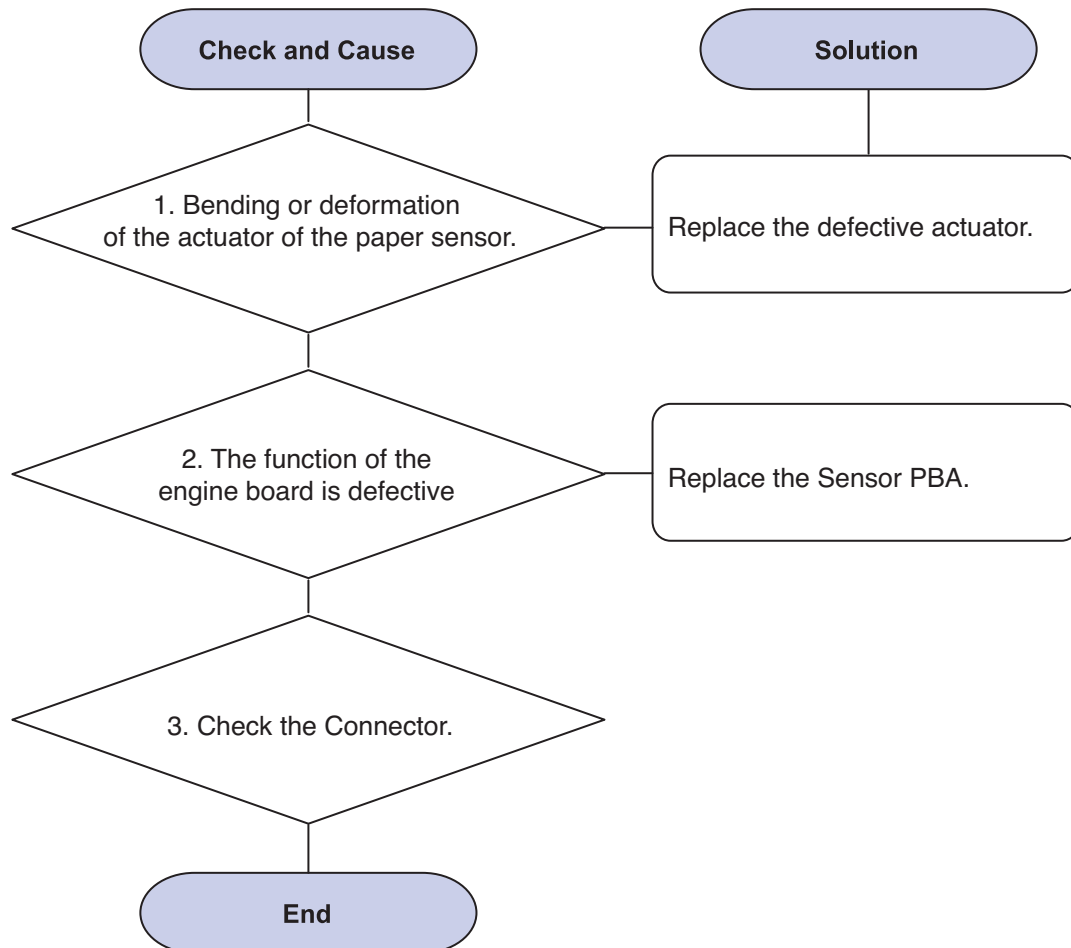 Check and Cause
Solution
1. Bending or deformation
of the actuator of the paper sensor.
Replace the defective actuator.
2. The function of the
engine board is defective
Replace the Sensor PBA.
3. Check the Connector.
End